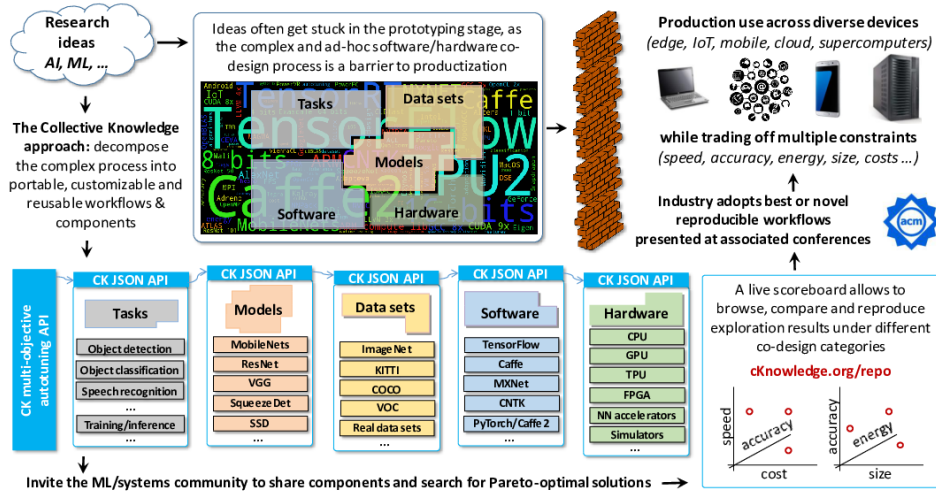 Research
ideas
AI, ML, ...
Ideas often get stuck in the prototyping stage, as
the complex and ad-hoc software/hardware co-
design process is a barrier to productization
Tasks
Data sets
Models
Software
Hardware
TensorFlow
Caffe2
TPU2
8 bits
CUDA 9x
Production use across diverse devices
(edge, IoT, mobile, cloud, supercomputers)
while trading off multiple constraints
(speed, accuracy, energy, size, costs ...)
Industry adopts best or novel
reproducible workflows
presented at associated conferences
acm
The Collective Knowledge
approach: decompose
the complex process into
portable, customizable and
reusable workflows &
components
CK multi-objective
autotuning API
CK JSON API
Tasks
Object detection
Object classification
Speech recognition
...
Training/inference
...
CK JSON API
Models
MobileNets
ResNet
VGG
SqueezeDet
SSD
...
CK JSON API
Data sets
ImageNet
KITTI
COCO
VOC
Real data sets
...
CK JSON API
Software
TensorFlow
Caffe
MXNet
CNTK
PyTorch/Caffe 2
...
CK JSON API
Hardware
CPU
GPU
TPU
FPGA
NN accelerators
Simulators
...
A live scoreboard allows to
browse, compare and reproduce
exploration results under different
co-design categories
cKnowledge.org/repo
speed
accuracy
cost
accuracy
energy
size
Invite the ML/systems community to share components and search for Pareto-optimal solutions